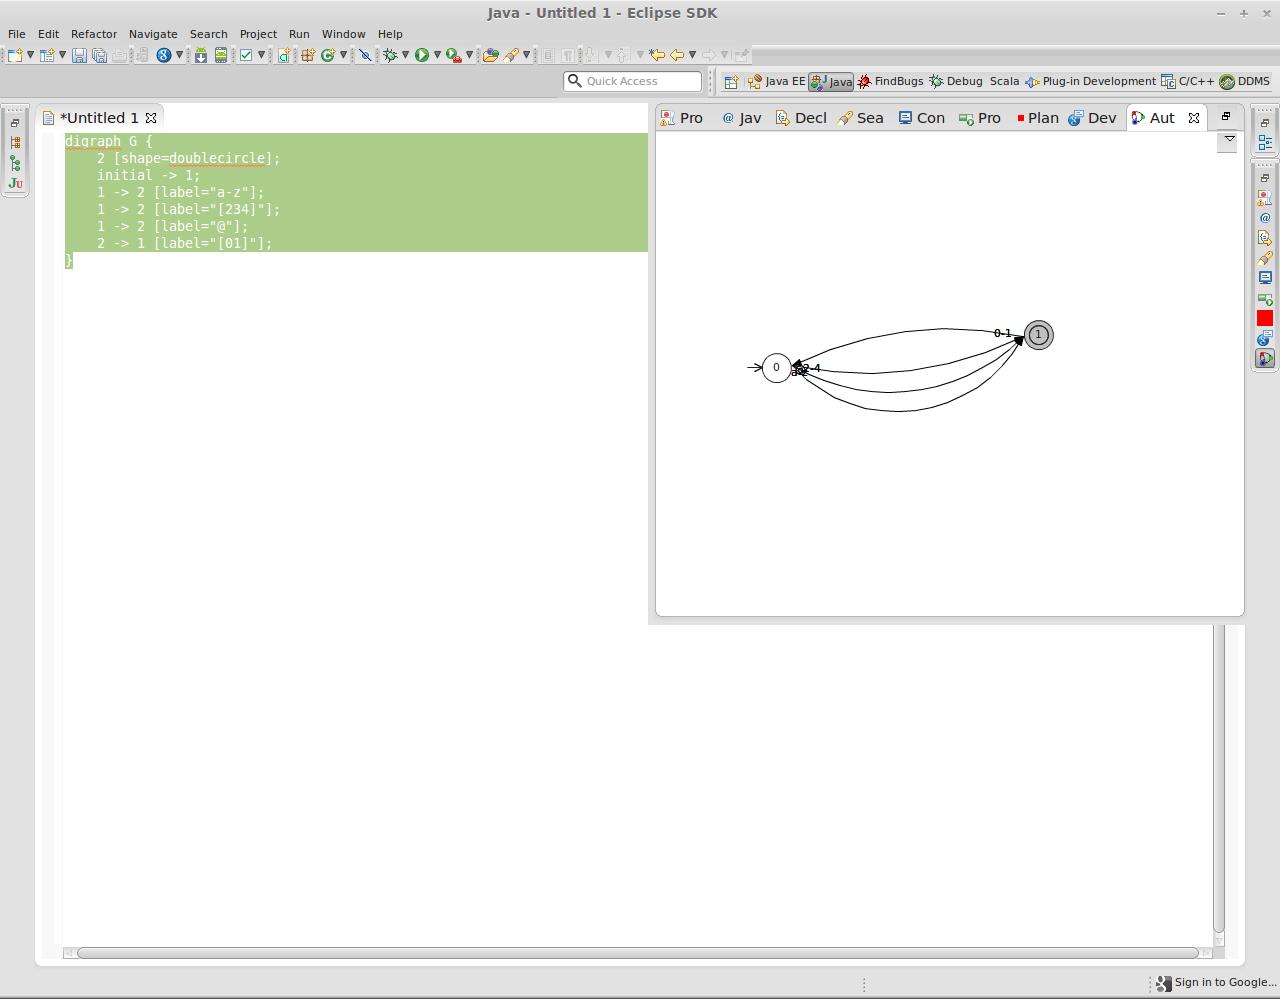 Java - Untitled 1 - Eclipse SDK
File Edit Refactor Navigate Search Project Run Window Help
Quick Access
Java EE Java FindBugs Debug Scala Plug-in Development C/C++ DDMS
*Untitled 1
Pro @ Jav Decl Sea Con Pro Plan Dev Aut
digraph G {
2 [shape=doublecircle];
initial -> 1;
1 -> 2 [label="a-z"];
1 -> 2 [label="[234]"];
1 -> 2 [label="@"];
2 -> 1 [label="[01]"];
}
0-1
1
0
2-4
Ju
Sign in to Google...